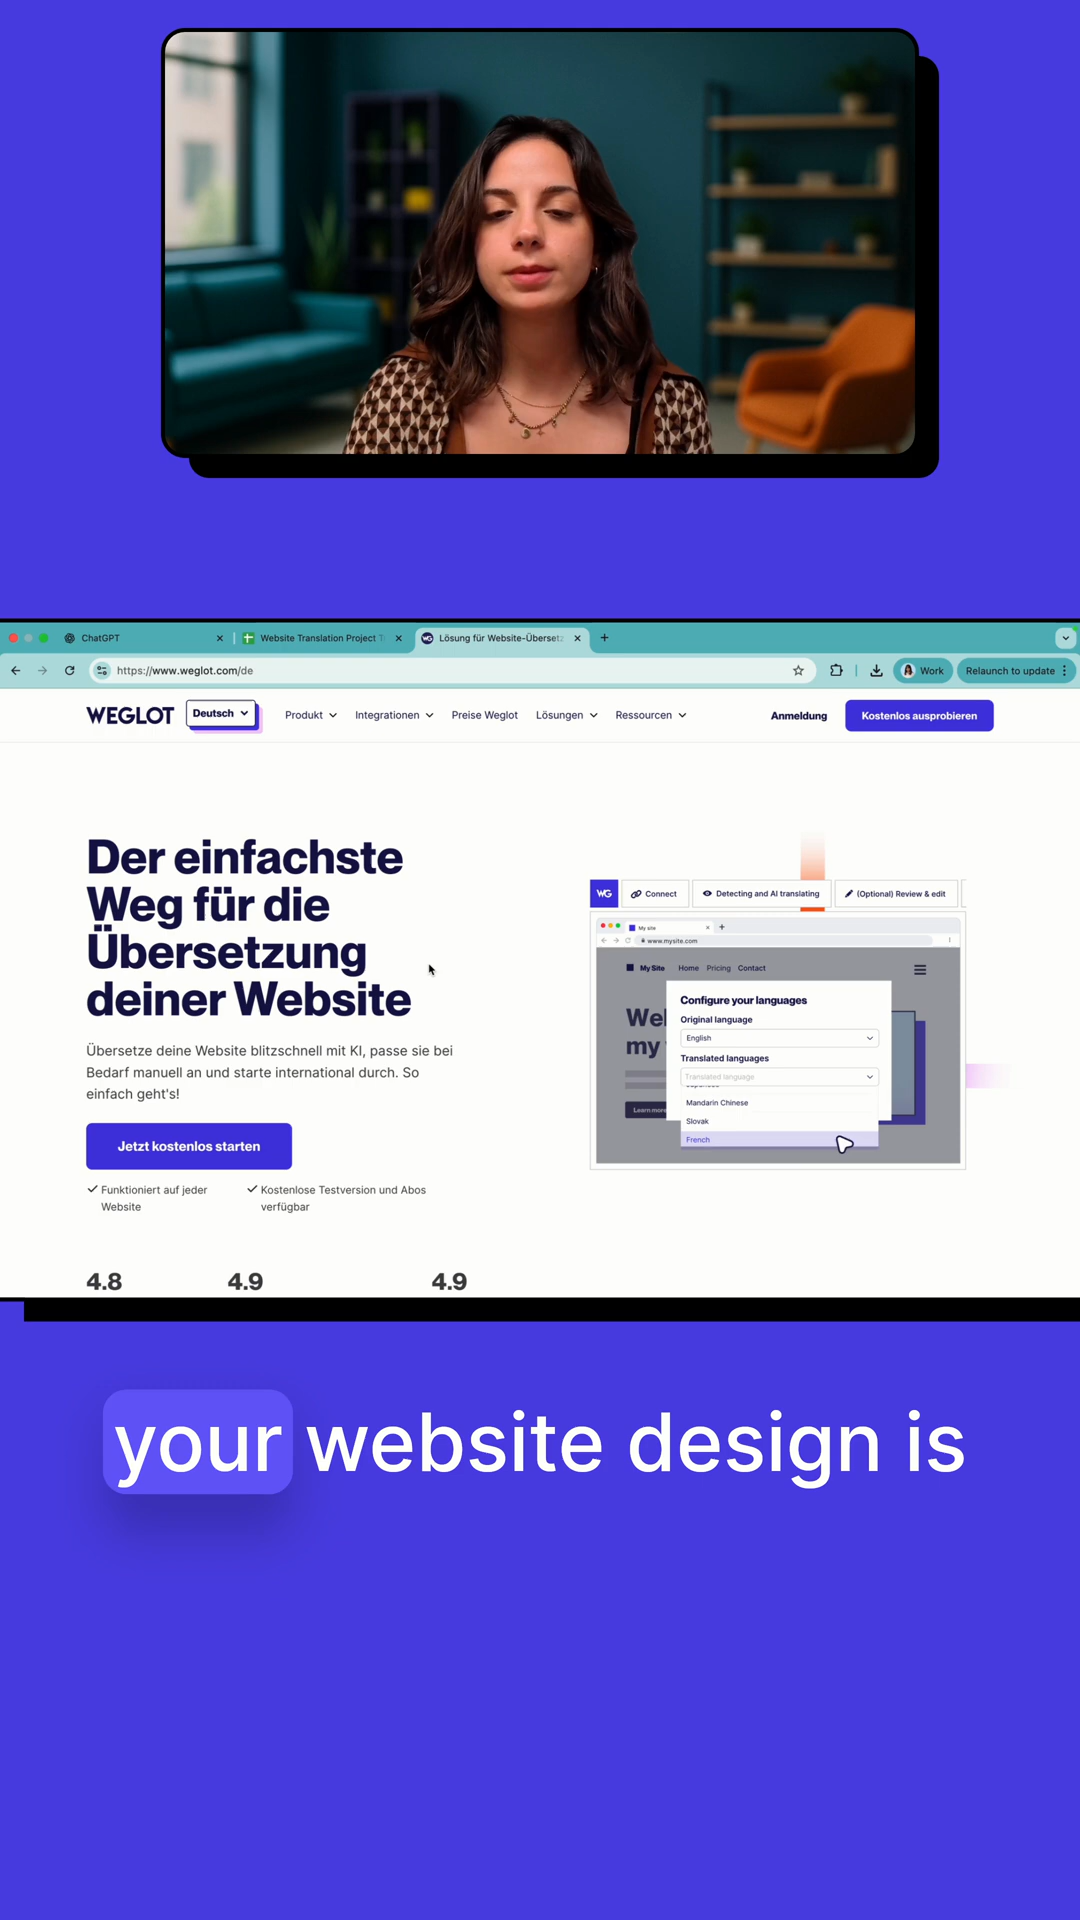 ChatGPT
Website Translation Project T
Lösung für Website-Überset
https://www.weglot.com/de
Work
Relaunch to update
WEGLOT
Deutsch
Produkt
Integrationen
Preise Weglot
Lösungen
Ressourcen
Anmeldung
Kostenlos ausprobieren
Der einfachste
Weg für die
Übersetzung
deiner Website
Übersetze deine Website blitzschnell mit KI, passe sie bei
Bedarf manuell an und starte international durch. So
einfach geht's!
Jetzt kostenlos starten
Funktioniert auf jeder
Website
Kostenlose Testversion und Abos
verfügbar
4.8
4.9
4.9
WG
Connect
Detecting and AI translating
(Optional) Review & edit
My site
www.mysite.com
My Site
Home
Pricing
Contact
Wel
my
Learn more
Configure your languages
Original language
English
Translated languages
Translated language
Mandarin Chinese
Slovak
French
your website design is